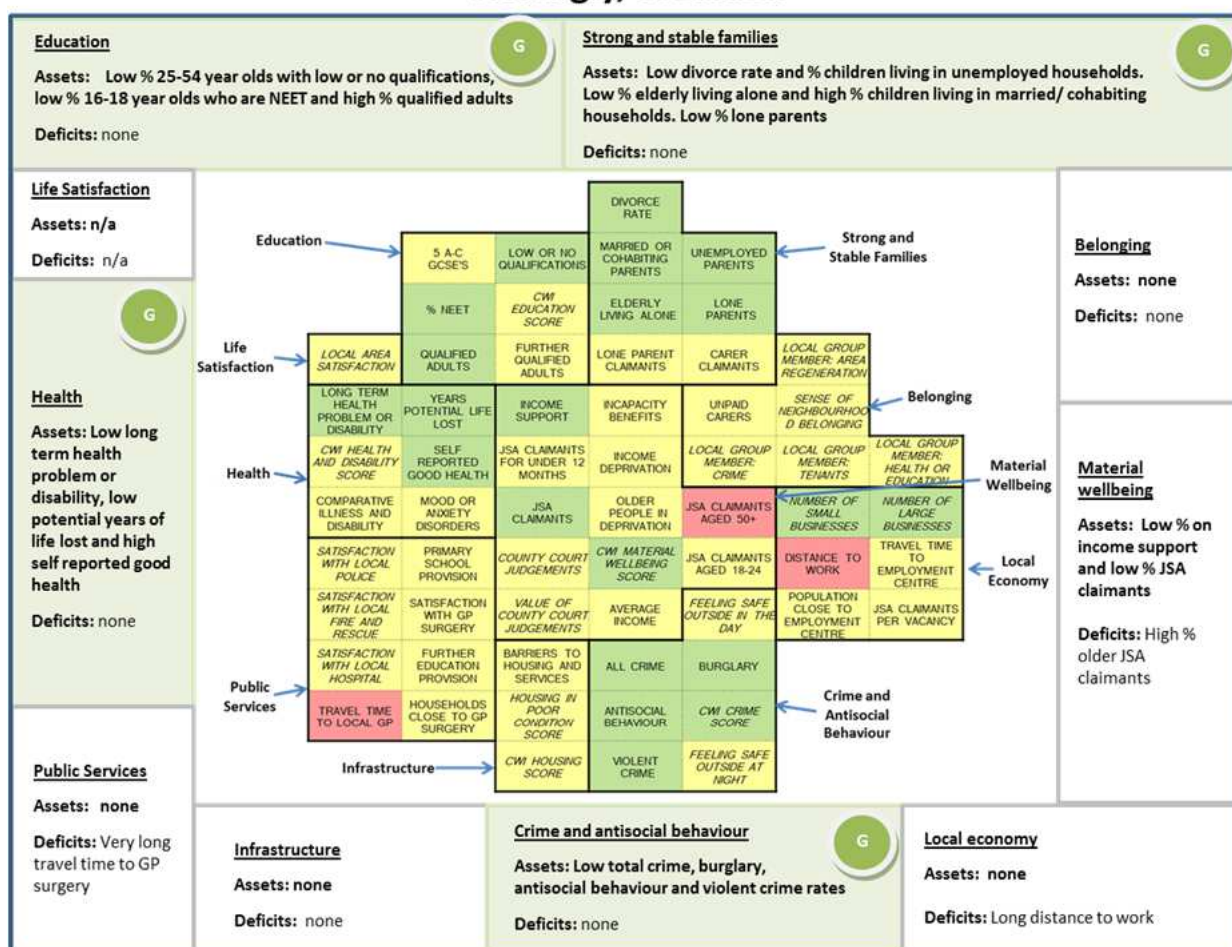 Education
G
Assets: Low % 25-54 year olds with low or no qualifications,
low % 16-18 year olds who are NEET and high % qualified adults
Deficits: none
Strong and stable families
G
Assets: Low divorce rate and % children living in unemployed households.
Low % elderly living alone and high % children living in married/ cohabiting
households. Low % lone parents
Deficits: none
Life Satisfaction
Assets: n/a
Deficits: n/a
G
Health
Assets: Low long
term health
problem or
disability, low
potential years of
life lost and high
self reported good
health
Deficits: none
Public Services
Assets: none
Deficits: Very long
travel time to GP
surgery
Education
Strong and
Stable Families
Life
Satisfaction
Belonging
Health
Material
Wellbeing
Local
Economy
Public
Services
Crime and
Antisocial
Behaviour
Infrastructure
DIVORCE
RATE
5 A-C
GCSE'S
LOW OR NO
QUALIFICATIONS
MARRIED OR
COHABITING
PARENTS
UNEMPLOYED
PARENTS
% NEET
CWI
EDUCATION
SCORE
ELDERLY
LIVING ALONE
LONE
PARENTS
LOCAL AREA
SATISFACTION
QUALIFIED
ADULTS
FURTHER
QUALIFIED
ADULTS
LONE PARENT
CLAIMANTS
CARER
CLAIMANTS
LOCAL GROUP
MEMBER: AREA
REGENERATION
LONG TERM
HEALTH
PROBLEM OR
DISABILITY
YEARS
POTENTIAL LIFE
LOST
INCOME
SUPPORT
INCAPACITY
BENEFITS
UNPAID
CARERS
SENSE OF
NEIGHBOURHOO
D BELONGING
CWI HEALTH
AND DISABILITY
SCORE
SELF
REPORTED
GOOD HEALTH
JSA CLAIMANTS
FOR UNDER 12
MONTHS
INCOME
DEPRIVATION
LOCAL GROUP
MEMBER:
CRIME
LOCAL GROUP
MEMBER:
TENANTS
LOCAL GROUP
MEMBER:
HEALTH OR
EDUCATION
COMPARATIVE
ILLNESS AND
DISABILITY
MOOD OR
ANXIETY
DISORDERS
JSA
CLAIMANTS
OLDER
PEOPLE IN
DEPRIVATION
JSA CLAIMANTS
AGED 50+
NUMBER OF
SMALL
BUSINESSES
NUMBER OF
LARGE
BUSINESSES
SATISFACTION
WITH LOCAL
POLICE
PRIMARY
SCHOOL
PROVISION
COUNTY COURT
JUDGEMENTS
CWI MATERIAL
WELLBEING
SCORE
JSA CLAIMANTS
AGED 18-24
DISTANCE TO
WORK
TRAVEL TIME
TO
EMPLOYMENT
CENTRE
SATISFACTION
WITH LOCAL
FIRE AND
RESCUE
SATISFACTION
WITH GP
SURGERY
VALUE OF
COUNTY COURT
JUDGEMENTS
AVERAGE
INCOME
FEELING SAFE
OUTSIDE IN THE
DAY
POPULATION
CLOSE TO
EMPLOYMENT
CENTRE
JSA CLAIMANTS
PER VACANCY
SATISFACTION
WITH LOCAL
HOSPITAL
FURTHER
EDUCATION
PROVISION
BARRIERS TO
HOUSING AND
SERVICES
ALL CRIME
BURGLARY
TRAVEL TIME
TO LOCAL GP
HOUSEHOLDS
CLOSE TO GP
SURGERY
HOUSING IN
POOR
CONDITION
SCORE
ANTISOCIAL
BEHAVIOUR
CWI CRIME
SCORE
CWI HOUSING
SCORE
VIOLENT
CRIME
FEELING SAFE
OUTSIDE AT
NIGHT
Belonging
Assets: none
Deficits: none
Material
wellbeing
Assets: Low % on
income support
and low % JSA
claimants
Deficits: High %
older JSA
claimants
Infrastructure
Assets: none
Deficits: none
Crime and antisocial behaviour
G
Assets: Low total crime, burglary,
antisocial behaviour and violent crime rates
Deficits: none
Local economy
Assets: none
Deficits: Long distance to work